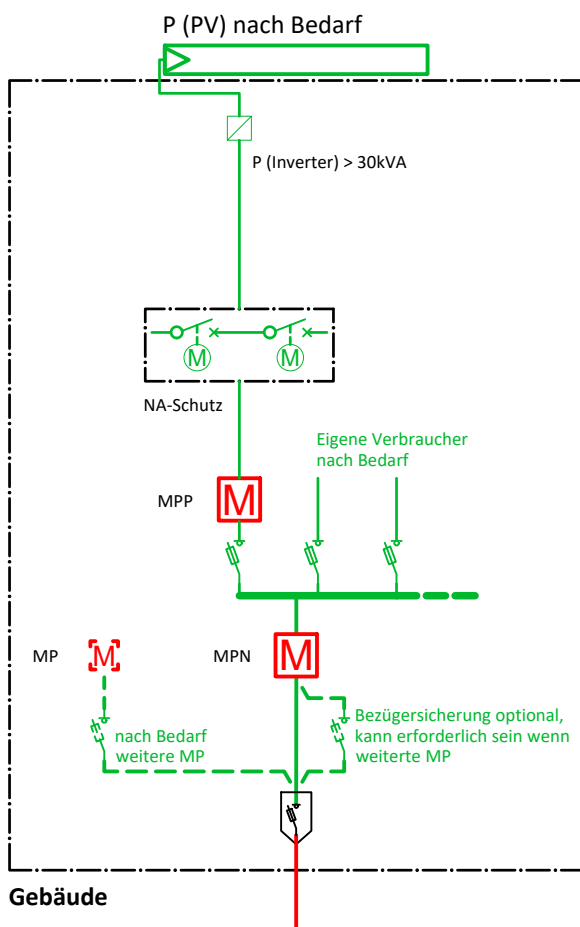 P (PV) nach Bedarf
P (Inverter) > 30kVA
M M
NA-Schutz
Eigene Verbraucher
nach Bedarf
MPP M
MP M MPN M
nach Bedarf
weitere MP
Bezügersicherung optional,
kann erforderlich sein wenn
weiterte MP
Gebäude